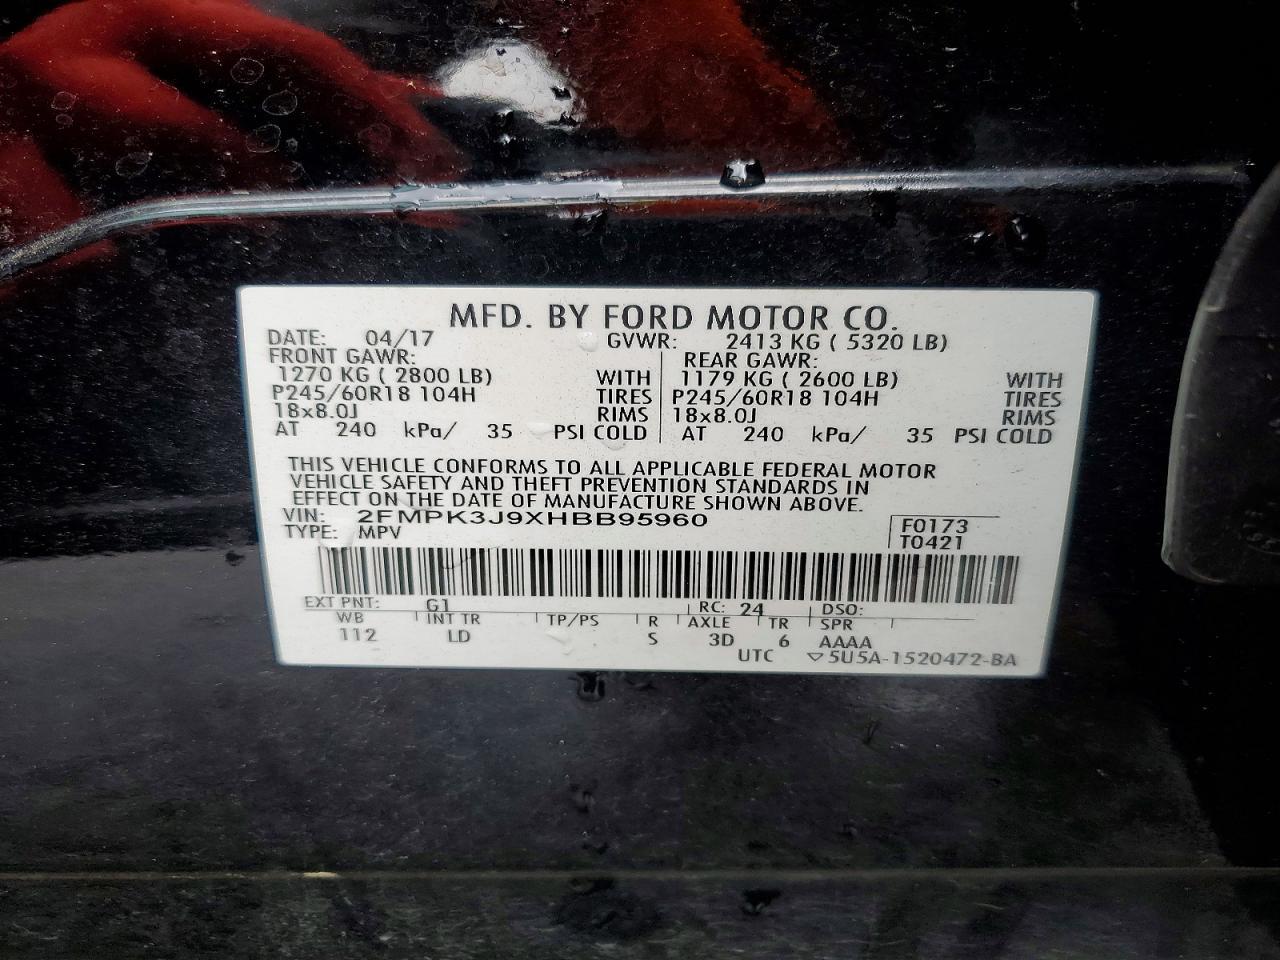 MFD. BY FORD MOTOR CO.
DATE: 04/17 GVWR: 2413 KG ( 5320 LB)
FRONT GAWR: REAR GAWR:
1270 KG ( 2800 LB) WITH 1179 KG ( 2600 LB) WITH
P245/60R18 104H TIRES P245/60R18 104H TIRES
18x8.0J RIMS 18x8.0J RIMS
AT 240 kPa/ 35 PSI COLD AT 240 kPa/ 35 PSI COLD
THIS VEHICLE CONFORMS TO ALL APPLICABLE FEDERAL MOTOR
VEHICLE SAFETY AND THEFT PREVENTION STANDARDS IN
EFFECT ON THE DATE OF MANUFACTURE SHOWN ABOVE.
VIN: 2FMPK3J9XHBB95960 F0173
TYPE: MPV T0421
EXT PNT: G1 RC: 24 DSO:
WB INT TR TP/PS R AXLE TR SPR
112 LD S 3D 6 AAAA
UTC ▽5U5A-1520472-BA